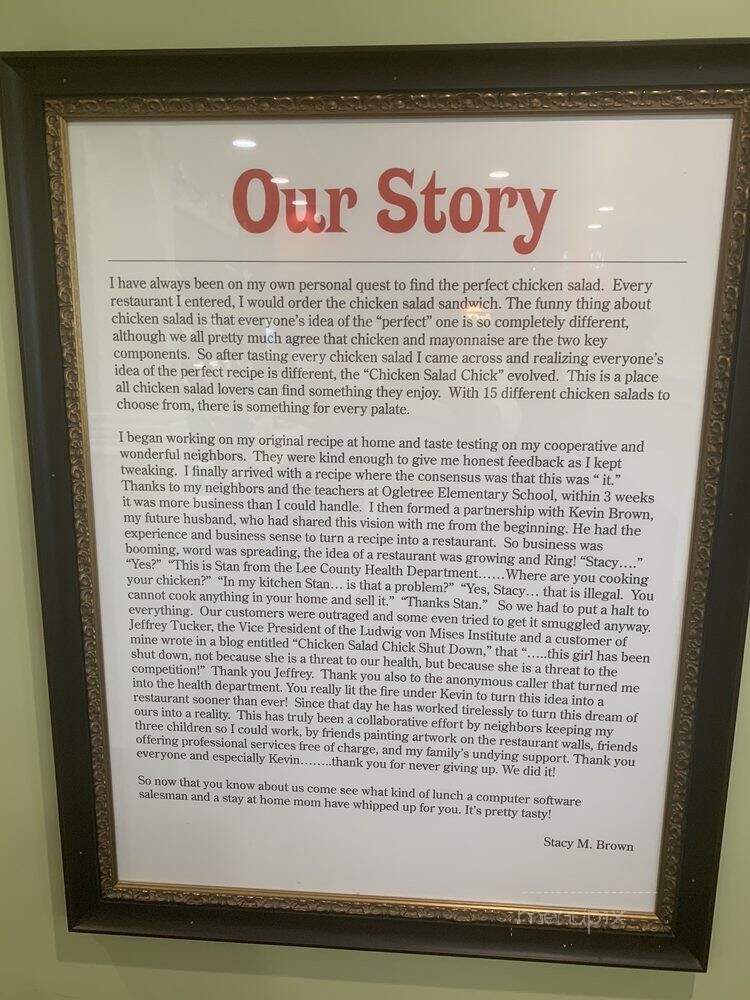 Our Story
I have always been on my own personal quest to find the perfect chicken salad. Every
restaurant I entered, I would order the chicken salad sandwich. The funny thing about
chicken salad is that everyone's idea of the "perfect" one is so completely different,
although we all pretty much agree that chicken and mayonnaise are the two key
components. So after tasting every chicken salad I came across and realizing everyone's
idea of the perfect recipe is different, the "Chicken Salad Chick" evolved. This is a place
all chicken salad lovers can find something they enjoy. With 15 different chicken salads to
choose from, there is something for every palate.
I began working on my original recipe at home and taste testing on my cooperative and
wonderful neighbors. They were kind enough to give me honest feedback as I kept
tweaking. I finally arrived with a recipe where the consensus was that this was " it."
Thanks to my neighbors and the teachers at Ogletree Elementary School, within 3 weeks
it was more business than I could handle. I then formed a partnership with Kevin Brown,
my future husband, who had shared this vision with me from the beginning. He had the
experience and business sense to turn a recipe into a restaurant. So business was
booming, word was spreading, the idea of a restaurant was growing and Ring! "Stacy...."
"Yes?" "This is Stan from the Lee County Health Department......Where are you cooking
your chicken?" "In my kitchen Stan... is that a problem?" "Yes, Stacy... that is illegal. You
cannot cook anything in your home and sell it." "Thanks Stan." So we had to put a halt to
everything. Our customers were outraged and some even tried to get it smuggled anyway.
Jeffrey Tucker, the Vice President of the Ludwig von Mises Institute and a customer of
mine wrote in a blog entitled "Chicken Salad Chick Shut Down," that ".....this girl has been
shut down, not because she is a threat to our health, but because she is a threat to the
competition!" Thank you Jeffrey. Thank you also to the anonymous caller that turned me
into the health department. You really lit the fire under Kevin to turn this idea into a
restaurant sooner than ever! Since that day he has worked tirelessly to turn this dream of
ours into a reality. This has truly been a collaborative effort by neighbors keeping my
three children so I could work, by friends painting artwork on the restaurant walls, friends
offering professional services free of charge, and my family's undying support. Thank you
everyone and especially Kevin........thank you for never giving up. We did it!
So now that you know about us come see what kind of lunch a computer software
salesman and a stay at home mom have whipped up for you. It's pretty tasty!
Stacy M. Brown
menupix